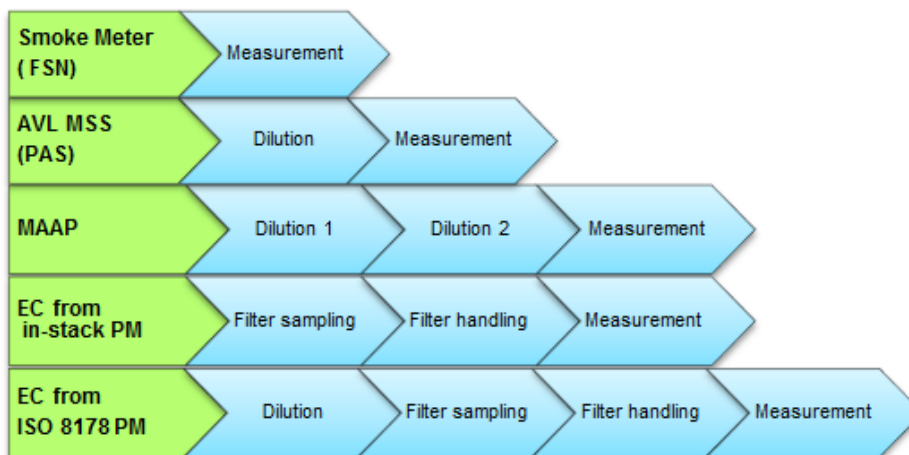 Smoke Meter
( FSN)
Measurement
AVL MSS
(PAS)
Dilution
Measurement
MAAP
Dilution 1
Dilution 2
Measurement
EC from
in-stack PM
Filter sampling
Filter handling
Measurement
EC from
ISO 8178 PM
Dilution
Filter sampling
Filter handling
Measurement